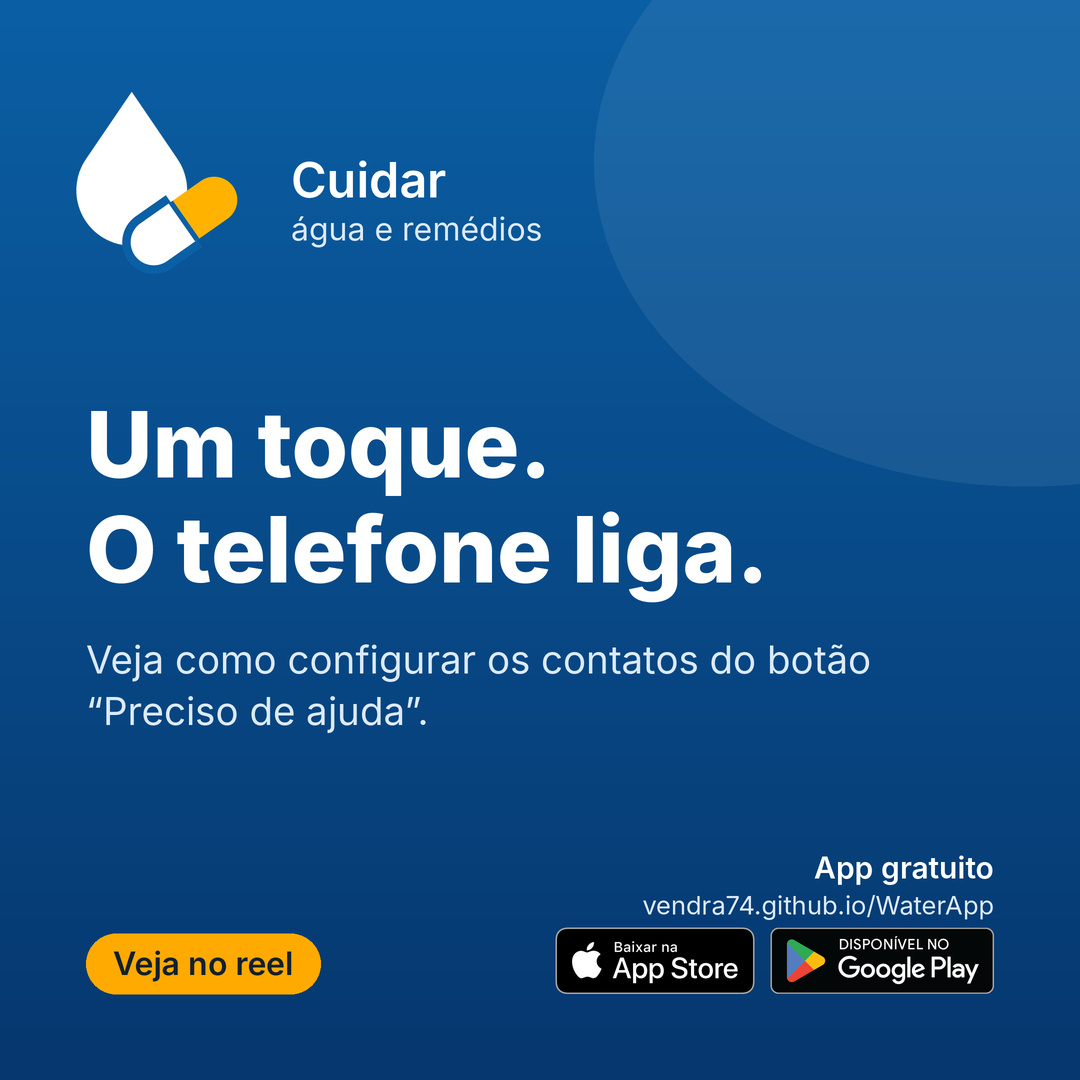 Cuidar
água e remédios
Um toque.
O telefone liga.
Veja como configurar os contatos do botão
“Preciso de ajuda”.
App gratuito
vendra74.github.io/WaterApp
Veja no reel
Baixar na
App Store
DISPONÍVEL NO
Google Play